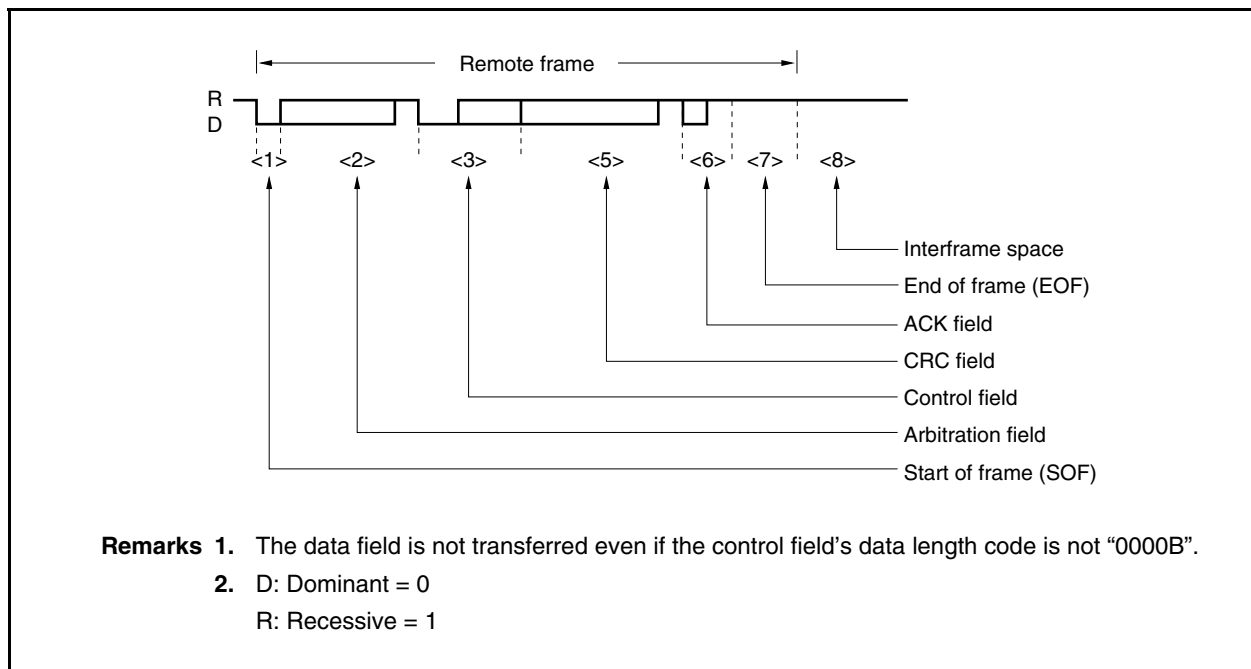 Remote frame
R
D
<1> <2> <3> <5> <6> <7> <8>
Interframe space
End of frame (EOF)
ACK field
CRC field
Control field
Arbitration field
Start of frame (SOF)
Remarks 1. The data field is not transferred even if the control field’s data length code is not “0000B”.
2. D: Dominant = 0
R: Recessive = 1